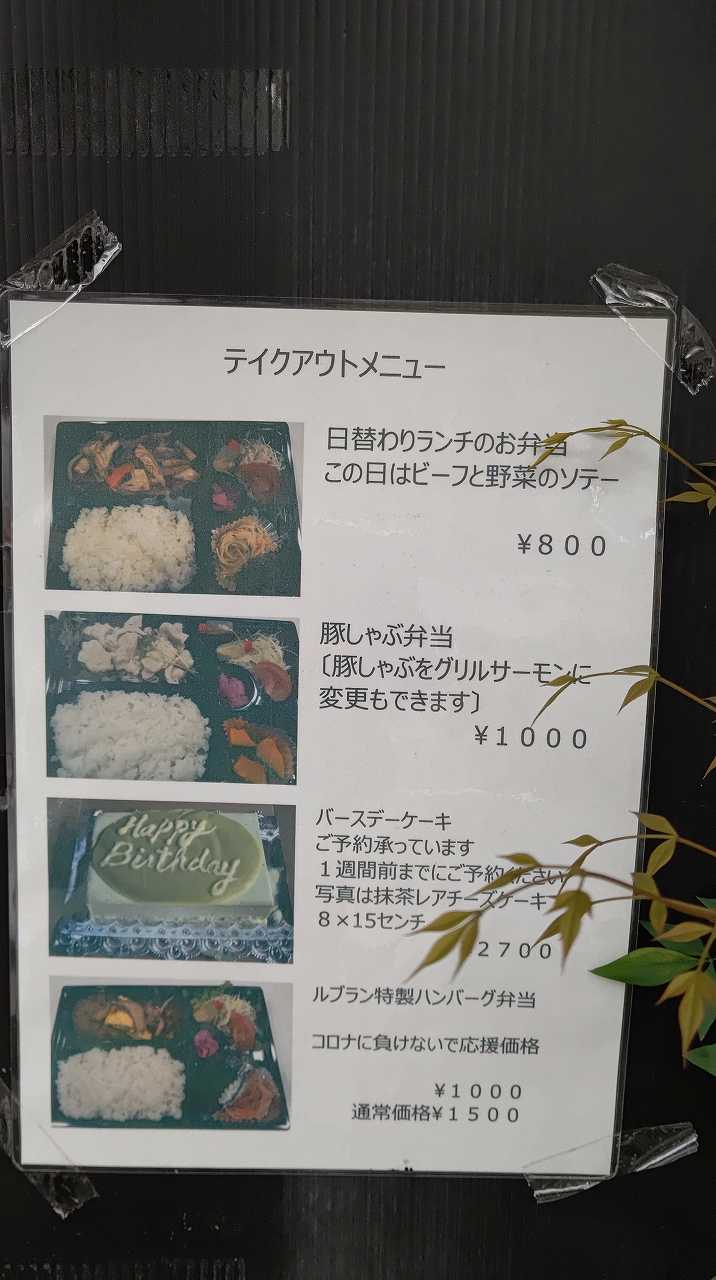 テイクアウトメニュー
日替わりランチのお弁当
この日はビーフと野菜のソテー
¥８００
豚しゃぶ弁当
〔豚しゃぶをグリルサーモンに
変更もできます〕
¥１０００
Happy
Birthday
バースデーケーキ
ご予約承っています
１週間前までにご予約ください
写真は抹茶レアチーズケーキ
８×15センチ
２７００
ルブラン特製ハンバーグ弁当
コロナに負けないで応援価格
¥１０００
通常価格¥１５００